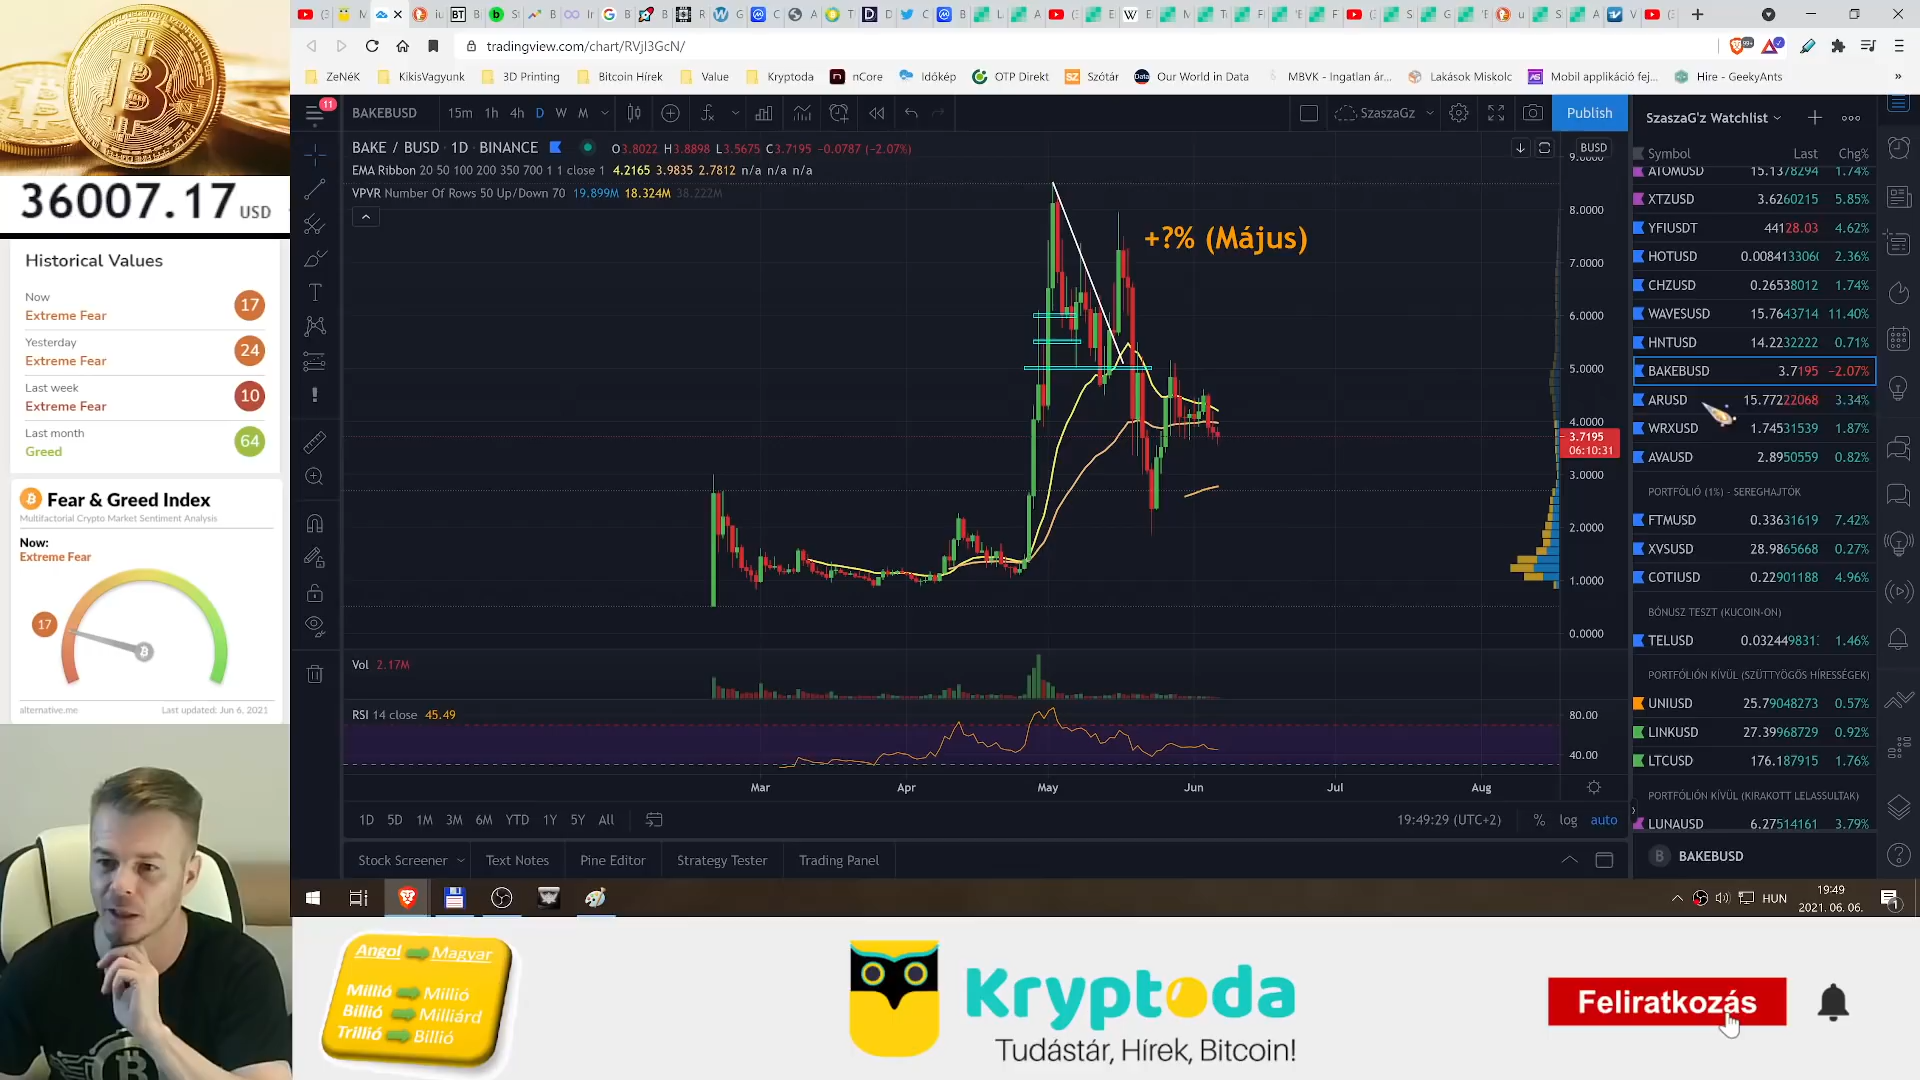 36007.17 USD
Historical Values
Now
Extreme Fear
17
Yesterday
Extreme Fear
24
Last week
Extreme Fear
10
Last month
Greed
64
Fear & Greed Index
Multifactorial Crypto Market Sentiment Analysis
Now:
Extreme Fear
17
alternative.me Last updated: Jun 6, 2021
tradingview.com/chart/RVjI3GcN/
ZeNéK KikisVagyunk 3D Printing Bitcoin Hírek Value Kryptoda nCore Időkép OTP Direkt Szótár Our World in Data MBVK - Ingatlan ár... Lakások Miskolc Mobil applikáció fej... Hire - GeekyAnts
11 BAKEBUSD 15m 1h 4h D W M SzaszaGz Publish
BAKE / BUSD · 1D · BINANCE O3.8022 H3.8898 L3.5675 C3.7195 −0.0787 (−2.07%)
EMA Ribbon 20 50 100 200 350 700 1 1 close 1 4.2165 3.9835 2.7812 n/a n/a n/a
VPVR Number Of Rows 50 Up/Down 70 19.899M 18.324M 38.222M
+?% (Május)
BUSD
9.0000
8.0000
7.0000
6.0000
5.0000
4.0000
3.7195
06:10:31
3.0000
2.0000
1.0000
0.0000
Vol 2.17M
RSI 14 close 45.49
80.00
40.00
Mar Apr May Jun Jul Aug
1D 5D 1M 3M 6M YTD 1Y 5Y All 19:49:29 (UTC+2) % log auto
Stock Screener Text Notes Pine Editor Strategy Tester Trading Panel
SzaszaG'z Watchlist
Symbol Last Chg%
ATOMUSD 15.1378294 1.74%
XTZUSD 3.6260215 5.85%
YFIUSDT 44128.03 4.62%
HOTUSD 0.008413306 2.36%
CHZUSD 0.26538012 1.74%
WAVESUSD 15.7643714 11.40%
HNTUSD 14.2232222 0.71%
BAKEBUSD 3.7195 −2.07%
ARUSD 15.77222068 3.34%
WRXUSD 1.74531539 1.87%
AVAUSD 2.8950559 0.82%
PORTFÓLIÓ (1%) - SEREGHAJTÓK
FTMUSD 0.33631619 7.42%
XVSUSD 28.9865668 0.27%
COTIUSD 0.22901188 4.96%
BÓNUSZ TESZT (KUCOIN-ON)
TELUSD 0.03244983 1.46%
PORTFÓLIÓN KÍVÜL (SZÜTTYÖGŐS HÍRESSÉGEK)
UNIUSD 25.79048273 0.57%
LINKUSD 27.39968729 0.92%
LTCUSD 176.187915 1.76%
PORTFÓLIÓN KÍVÜL (KIRAKOTT LELASSULTAK)
LUNAUSD 6.27514161 3.79%
B BAKEBUSD
HUN
19:49
2021. 06. 06.
Angol Magyar
Millió Millió
Billió Milliárd
Trillió Billió
Kryptoda
Tudástár, Hírek, Bitcoin!
Feliratkozás